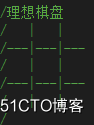 /理想棋盘
/   |   |
/---|---|---
/   |   |
/---|---|---
51CTO博客
/   |   |